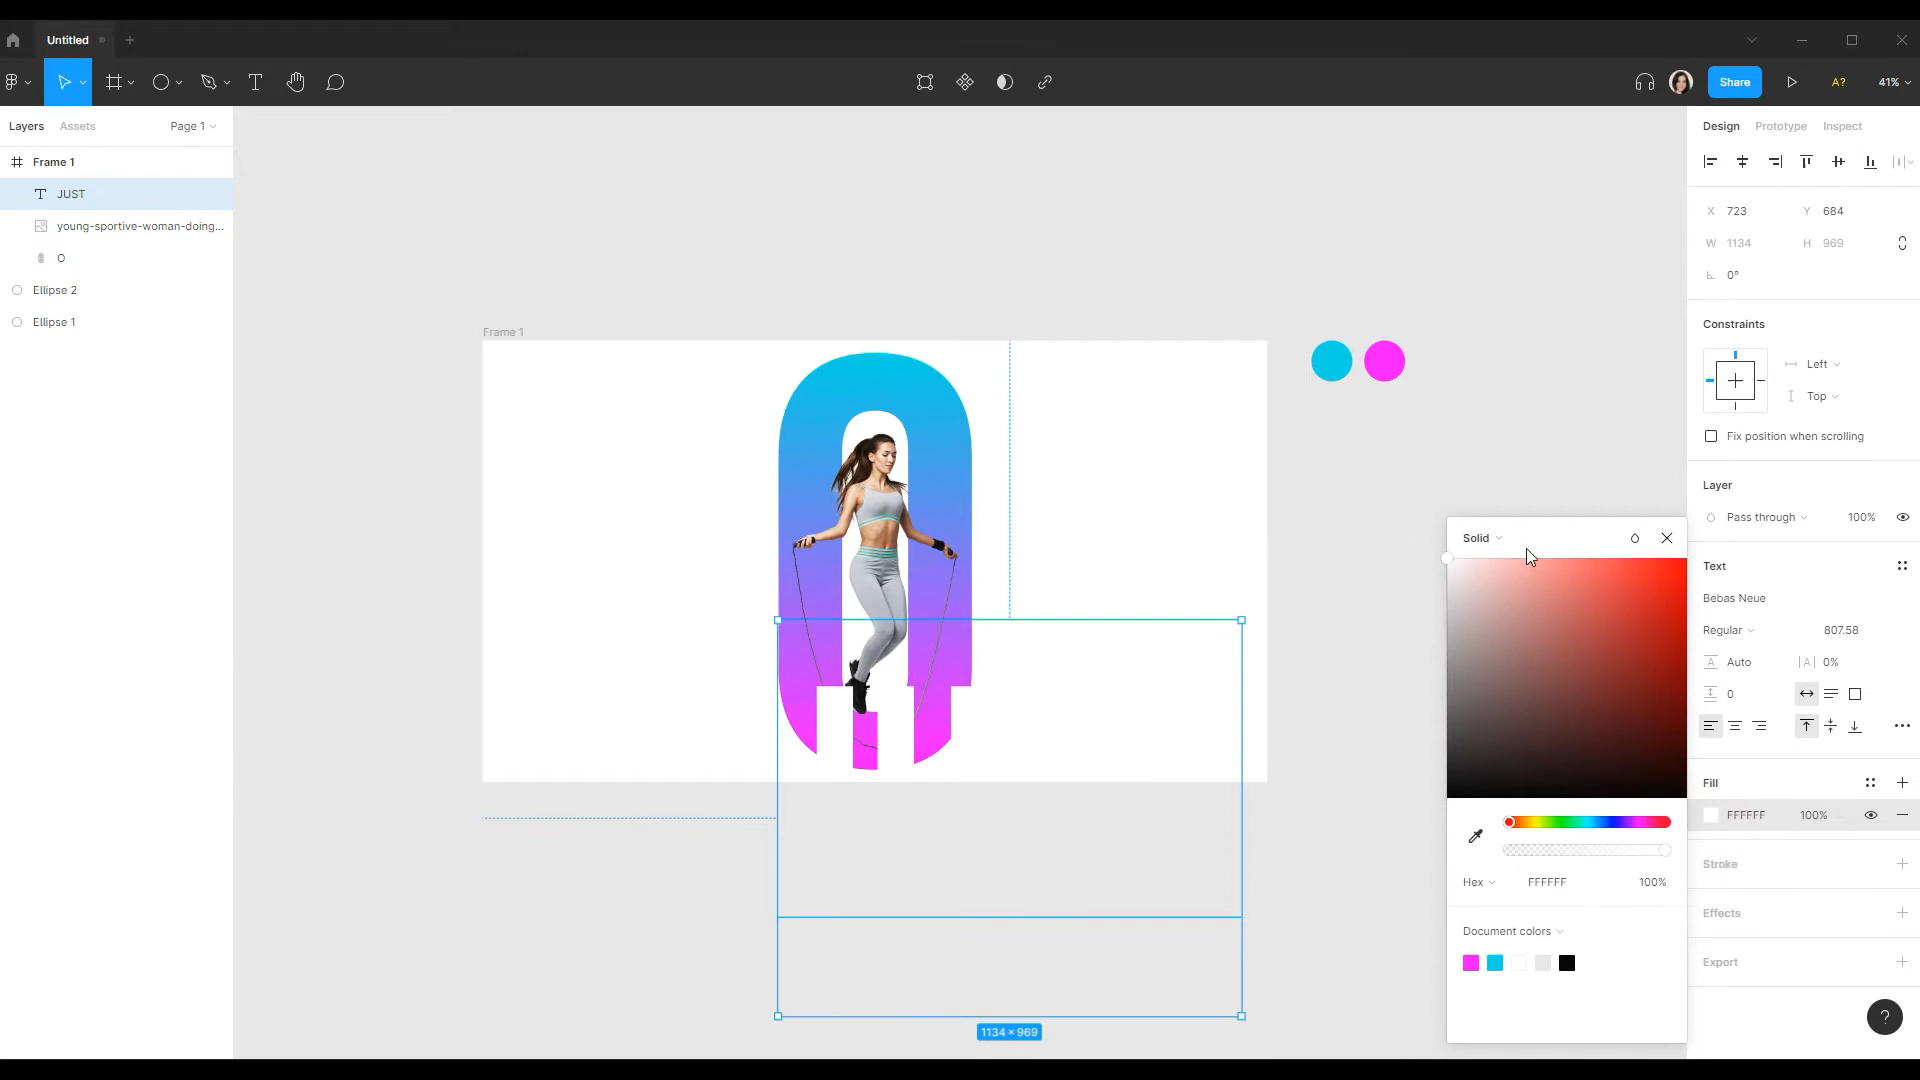 Untitled
Share
A?
41%
Layers
Assets
Page 1
Design
Prototype
Inspect
Frame 1
JUST
young-sportive-woman-doing...
O
Ellipse 2
Ellipse 1
Frame 1
1134 × 969
X 723
Y 684
W 1134
H 969
0°
Constraints
Left
Top
Fix position when scrolling
Layer
Pass through
100%
Text
Bebas Neue
Regular
807.58
Auto
0%
0
Fill
FFFFFF
100%
Stroke
Effects
Export
Solid
Hex
FFFFFF
100%
Document colors
?